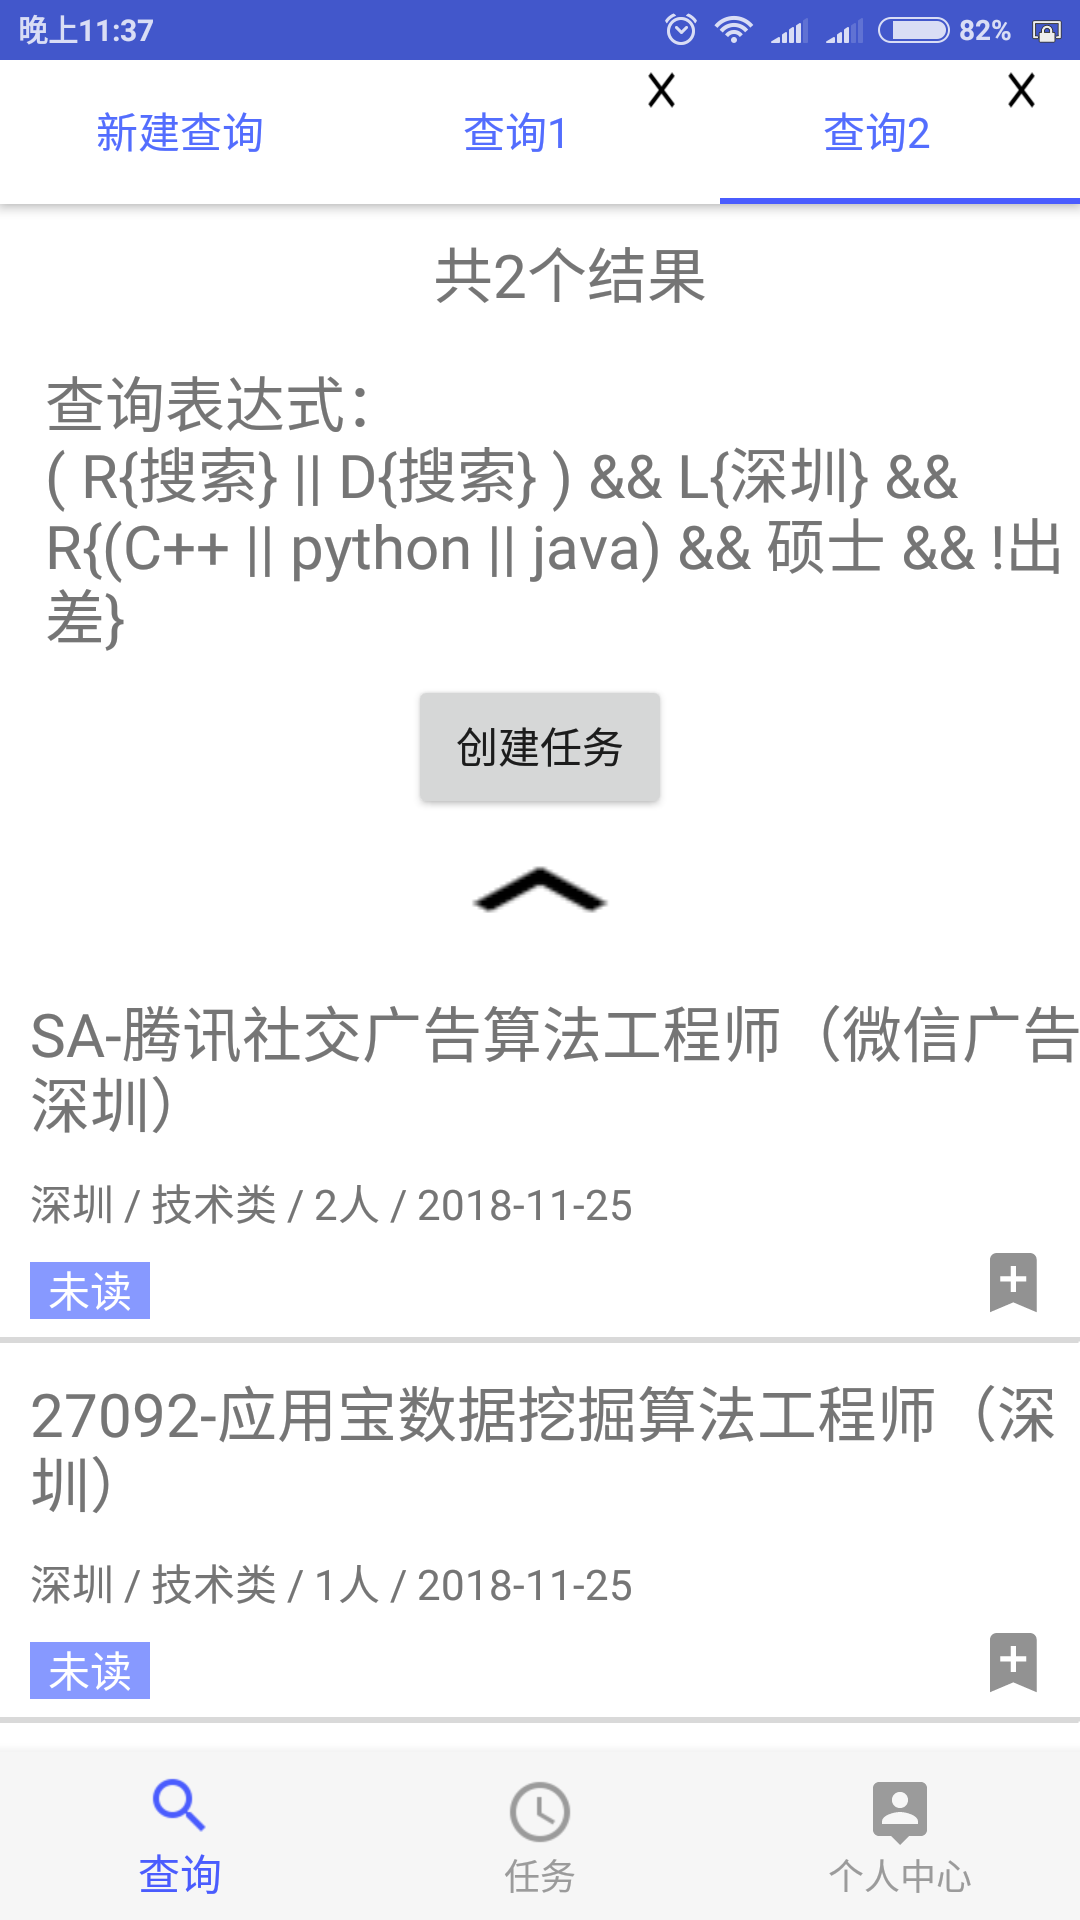 晚上11:37
82%
新建查询
查询1
X
查询2
X
共2个结果
查询表达式：
( R{搜索} || D{搜索} ) && L{深圳} &&
R{(C++ || python || java) && 硕士 && !出
差}
创建任务
SA-腾讯社交广告算法工程师（微信广告
深圳）
深圳 / 技术类 / 2人 / 2018-11-25
未读
27092-应用宝数据挖掘算法工程师（深
圳）
深圳 / 技术类 / 1人 / 2018-11-25
未读
查询
任务
个人中心